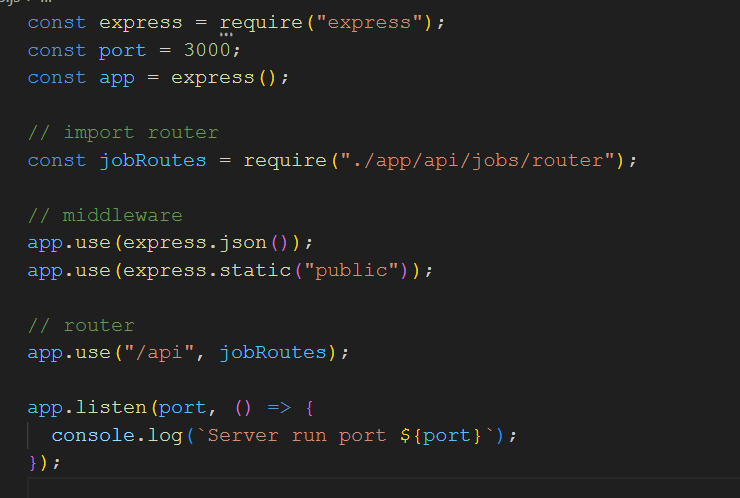 const express = require("express");
const port = 3000;
const app = express();
// import router
const jobRoutes = require("./app/api/jobs/router");
// middleware
app.use(express.json());
app.use(express.static("public"));
// router
app.use("/api", jobRoutes);
app.listen(port, () => {
console.log(`Server run port ${port}`);
});